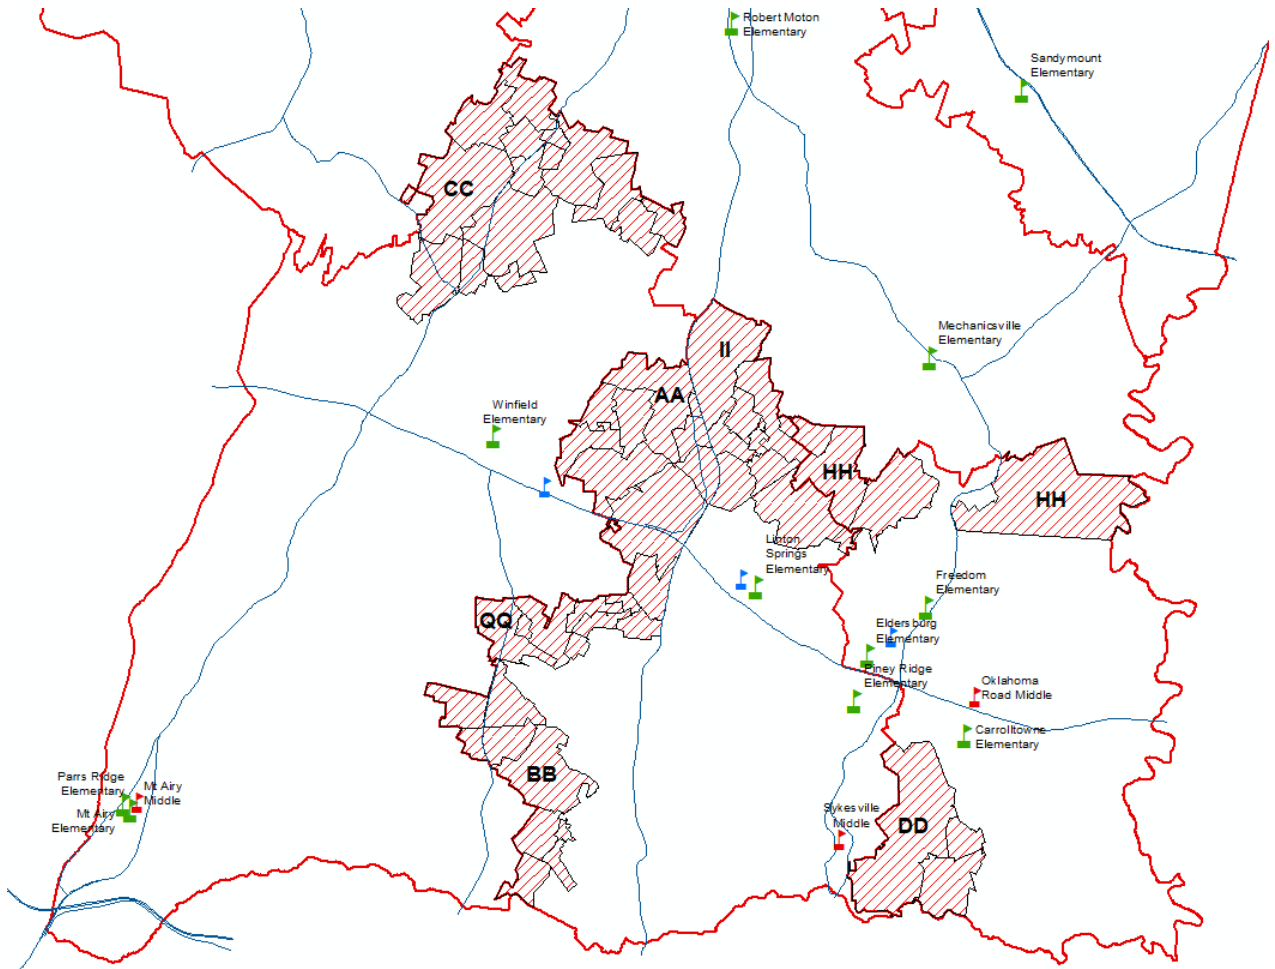 Robert Moton
Elementary
Sandymount
Elementary
CC
Mechanicsville
Elementary
II
AA
Winfield
Elementary
HH
HH
Linton
Springs
Elementary
Freedom
Elementary
QQ
Eldersburg
Elementary
Piney Ridge
Elementary
Oklahoma
Road Middle
Carrolltowne
Elementary
BB
Parrs Ridge
Elementary
Mt Airy
Middle
Mt Airy
Elementary
Sykesville
Middle
DD